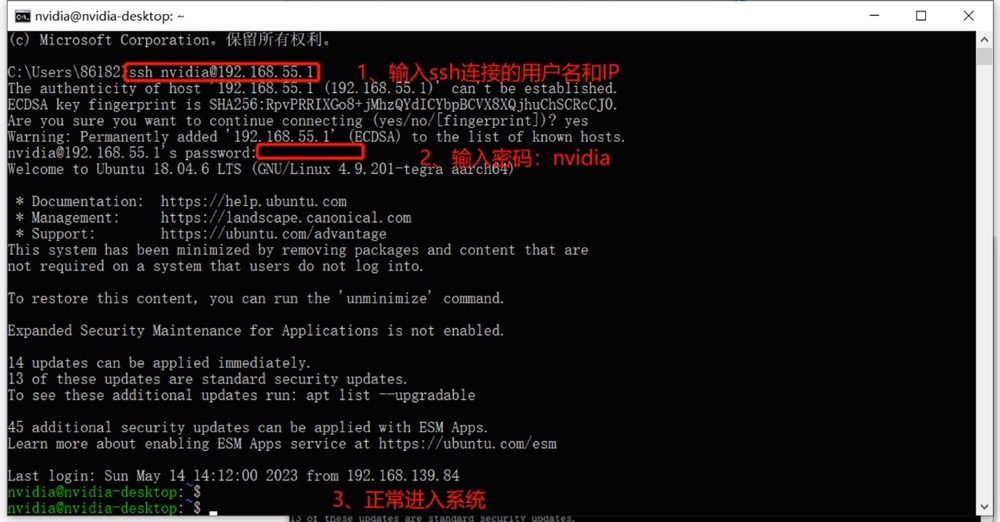 nvidia@nvidia-desktop: ~
(c) Microsoft Corporation。保留所有权利。
C:\Users\86182>ssh nvidia@192.168.55.1
1、输入ssh连接的用户名和IP
The authenticity of host '192.168.55.1 (192.168.55.1)' can't be established.
ECDSA key fingerprint is SHA256:RpvPRRIXGo8+jMhzQYdICYbpBCVX8XQjhuChSCRcCJ0.
Are you sure you want to continue connecting (yes/no/[fingerprint])? yes
Warning: Permanently added '192.168.55.1' (ECDSA) to the list of known hosts.
nvidia@192.168.55.1's password:
2、输入密码：nvidia
Welcome to Ubuntu 18.04.6 LTS (GNU/Linux 4.9.201-tegra aarch64)
* Documentation: https://help.ubuntu.com
* Management: https://landscape.canonical.com
* Support: https://ubuntu.com/advantage
This system has been minimized by removing packages and content that are
not required on a system that users do not log into.
To restore this content, you can run the 'unminimize' command.
Expanded Security Maintenance for Applications is not enabled.
14 updates can be applied immediately.
13 of these updates are standard security updates.
To see these additional updates run: apt list --upgradable
45 additional security updates can be applied with ESM Apps.
Learn more about enabling ESM Apps service at https://ubuntu.com/esm
Last login: Sun May 14 14:12:00 2023 from 192.168.139.84
nvidia@nvidia-desktop:~$
nvidia@nvidia-desktop:~$
3、正常进入系统
13 of these updates are standard security updates.